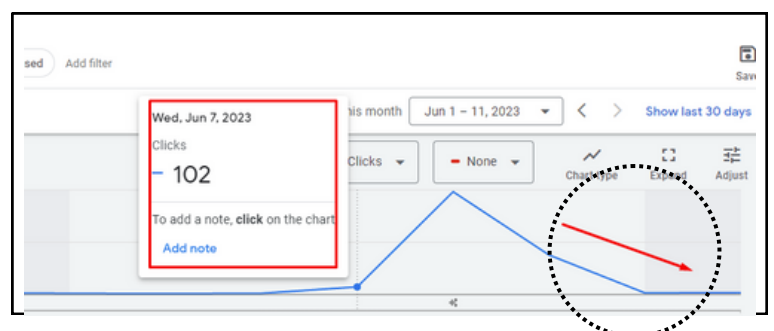 sed Add filter
Save
Wed, Jun 7, 2023
Clicks
102
To add a note, click on the chart
Add note
his month Jun 1 – 11, 2023 Show last 30 days
Clicks None Chart type Expand Adjust